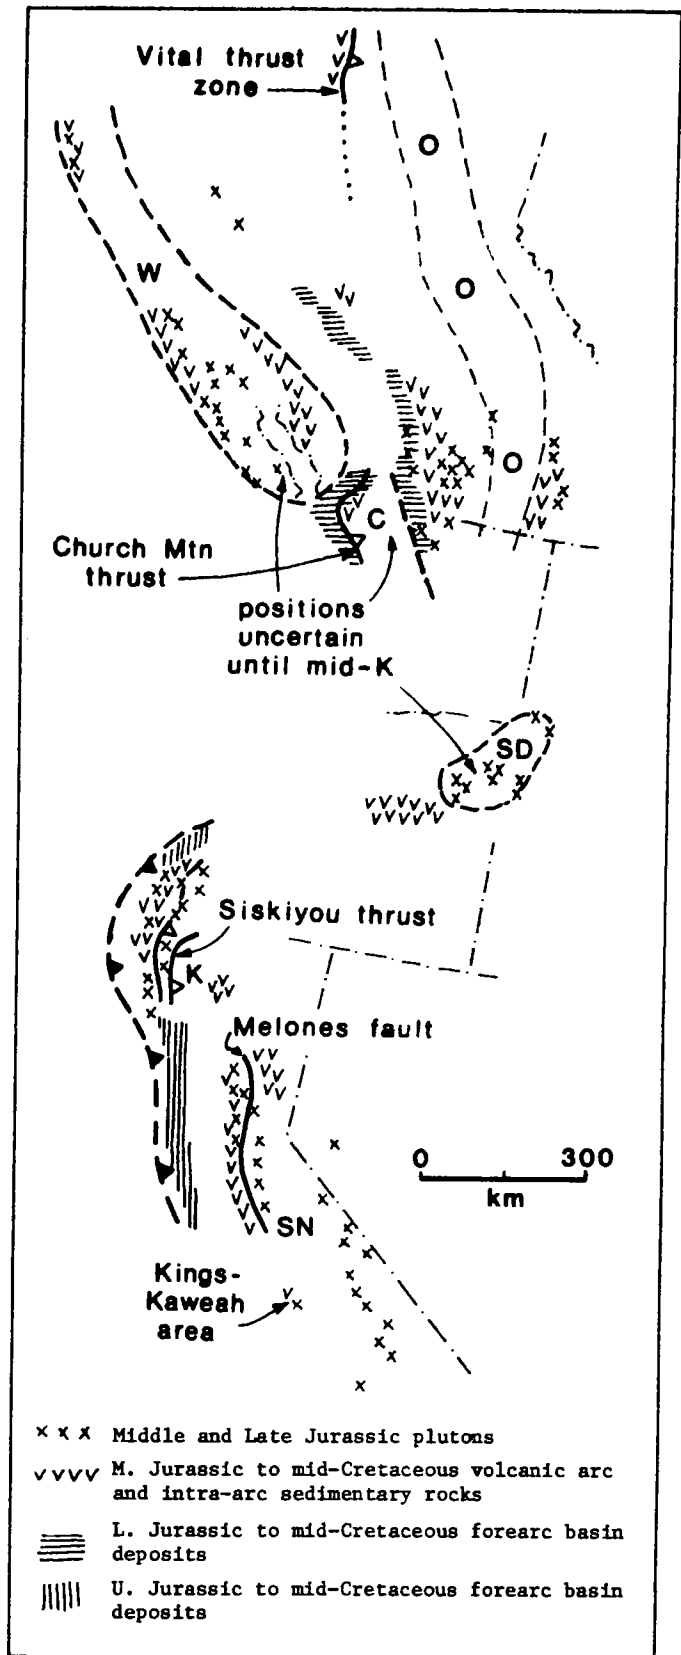 Vital thrust
zone
O
O
W
O
C
Church Mtn
thrust
positions
uncertain
until mid-K
SD
Siskiyou thrust
K
Melones fault
0 300
km
SN
Kings-
Kaweah
area
Middle and Late Jurassic plutons
M. Jurassic to mid-Cretaceous volcanic arc
and intra-arc sedimentary rocks
L. Jurassic to mid-Cretaceous forearc basin
deposits
U. Jurassic to mid-Cretaceous forearc basin
deposits